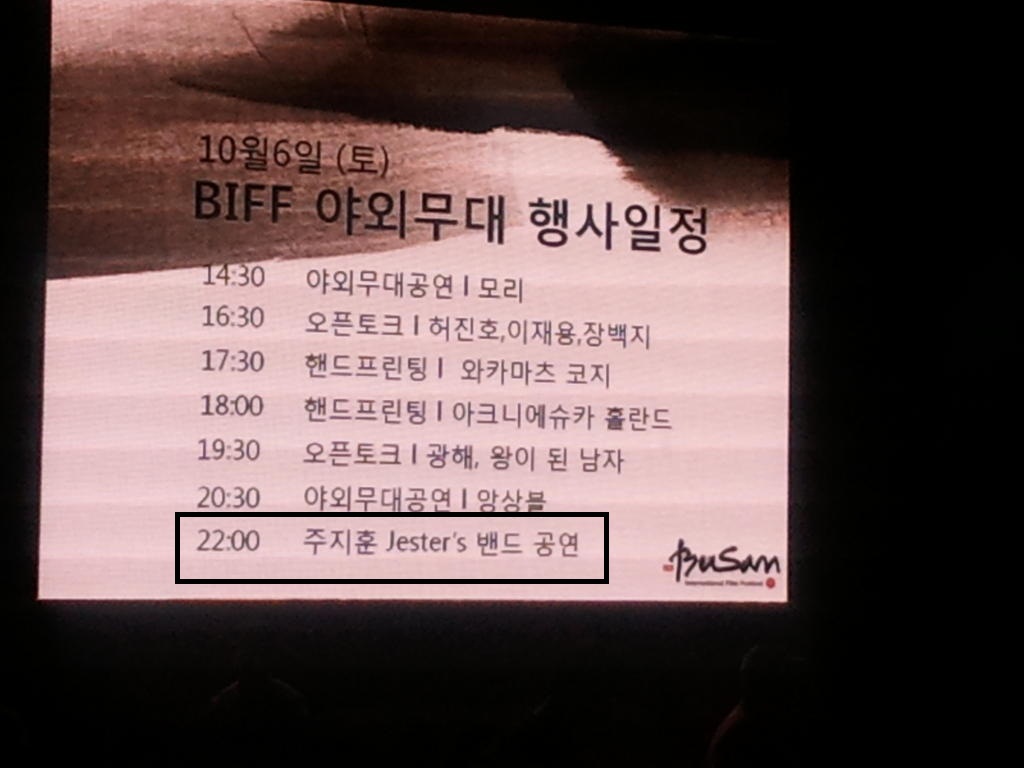 10월6일 (토)
BIFF 야외무대 행사일정
14:30 야외무대공연 I 모리
16:30 오픈토크 I 허진호,이재용,장백지
17:30 핸드프린팅 I 와카마츠 코지
18:00 핸드프린팅 I 아크니에슈카 홀란드
19:30 오픈토크 I 광해, 왕이 된 남자
20:30 야외무대공연 I 앙상블
22:00 주지훈 Jester's 밴드 공연
Busan
International Film Festival